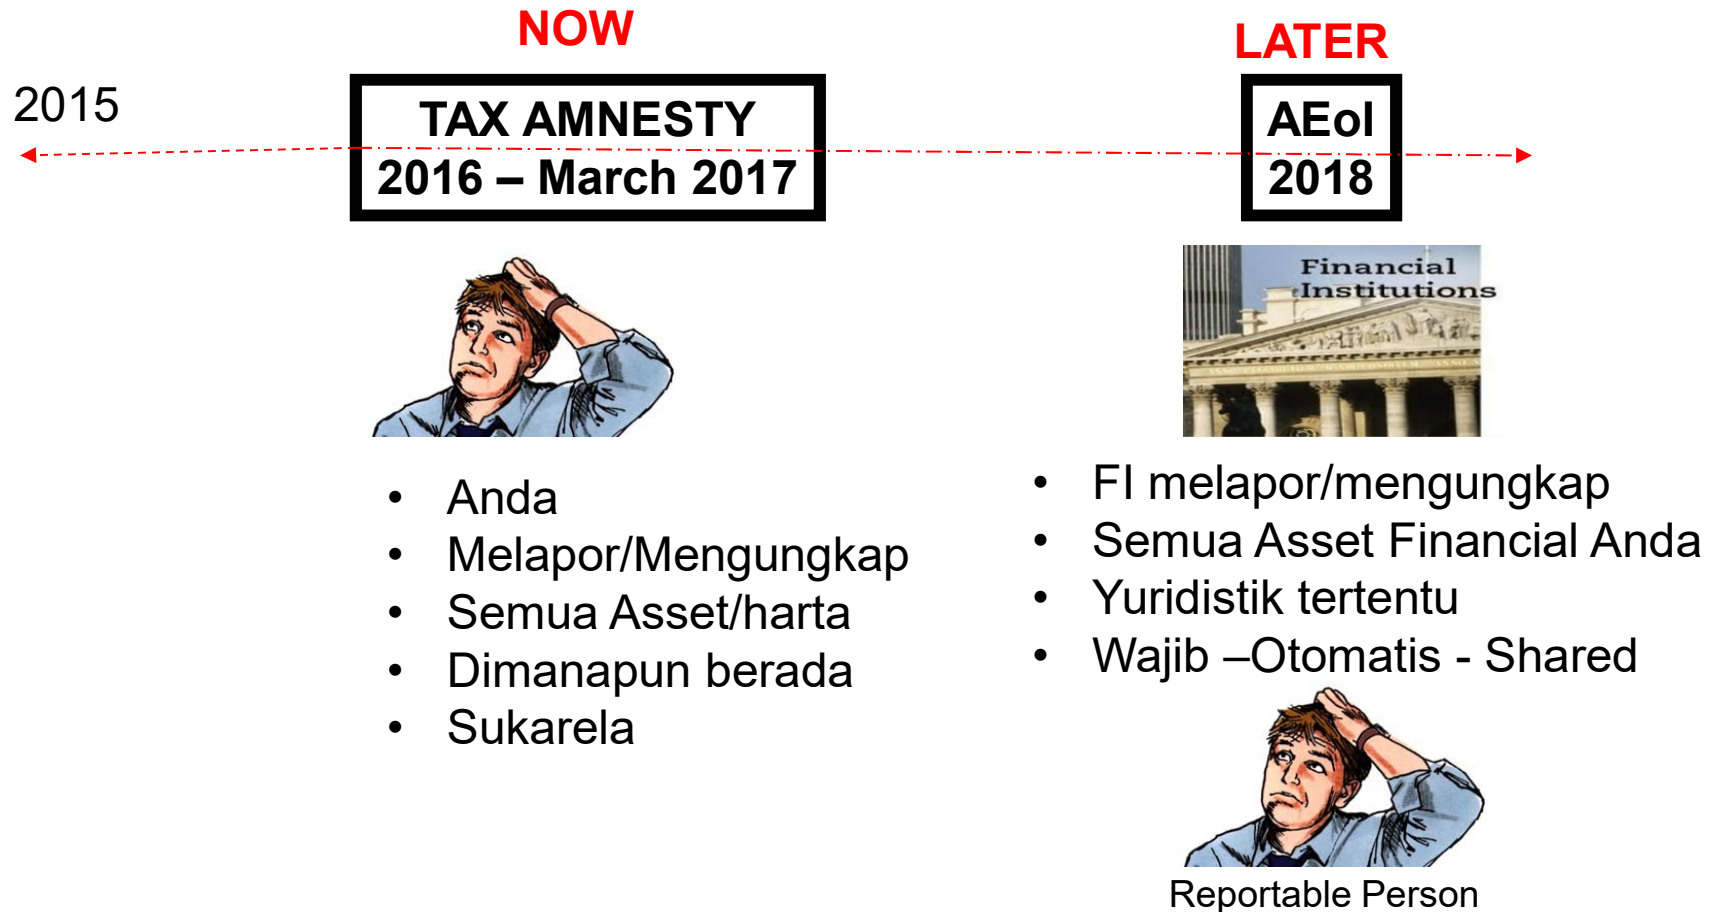 NOW
LATER
2015
TAX AMNESTY
2016 – March 2017
AEoI
2018
Financial
Institutions
• Anda
• Melapor/Mengungkap
• Semua Asset/harta
• Dimanapun berada
• Sukarela
• FI melapor/mengungkap
• Semua Asset Financial Anda
• Yuridistik tertentu
• Wajib –Otomatis - Shared
Reportable Person